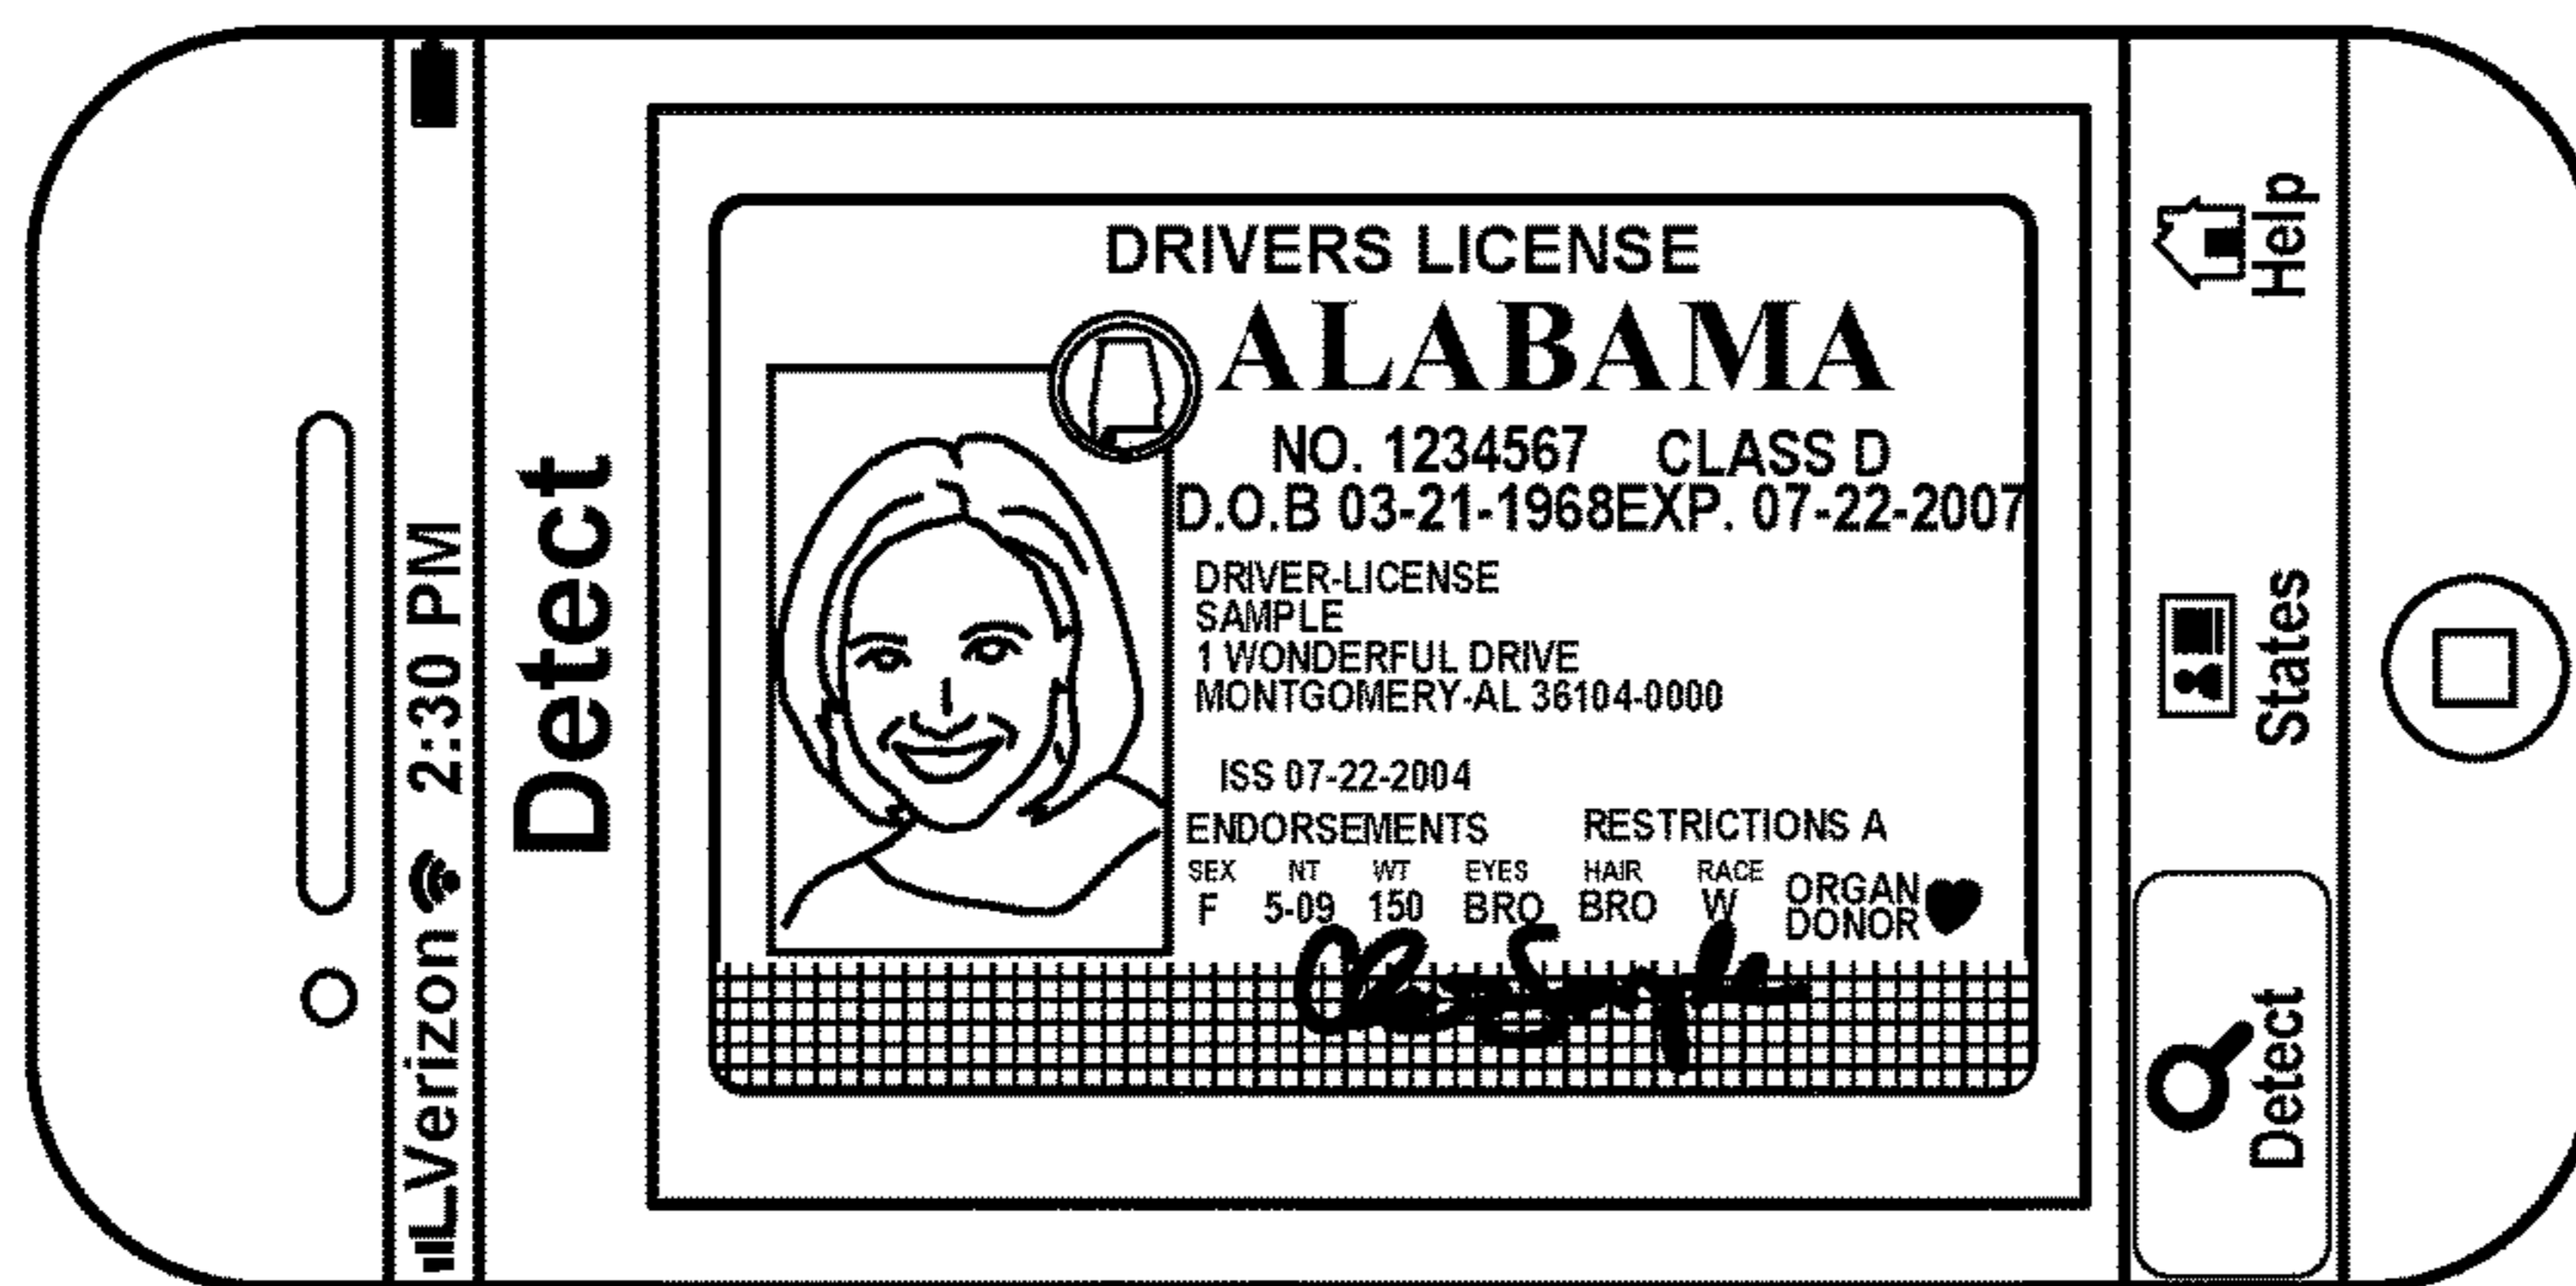 Verizon 2:30 PM
Detect
DRIVERS LICENSE
ALABAMA
NO. 1234567 CLASS D
D.O.B 03-21-1968EXP. 07-22-2007
DRIVER-LICENSE
SAMPLE
1 WONDERFUL DRIVE
MONTGOMERY-AL 36104-0000
ISS 07-22-2004
ENDORSEMENTS RESTRICTIONS A
SEX NT WT EYES HAIR RACE
F 5-09 150 BRO BRO W
ORGAN
DONOR
Detect
States
Help